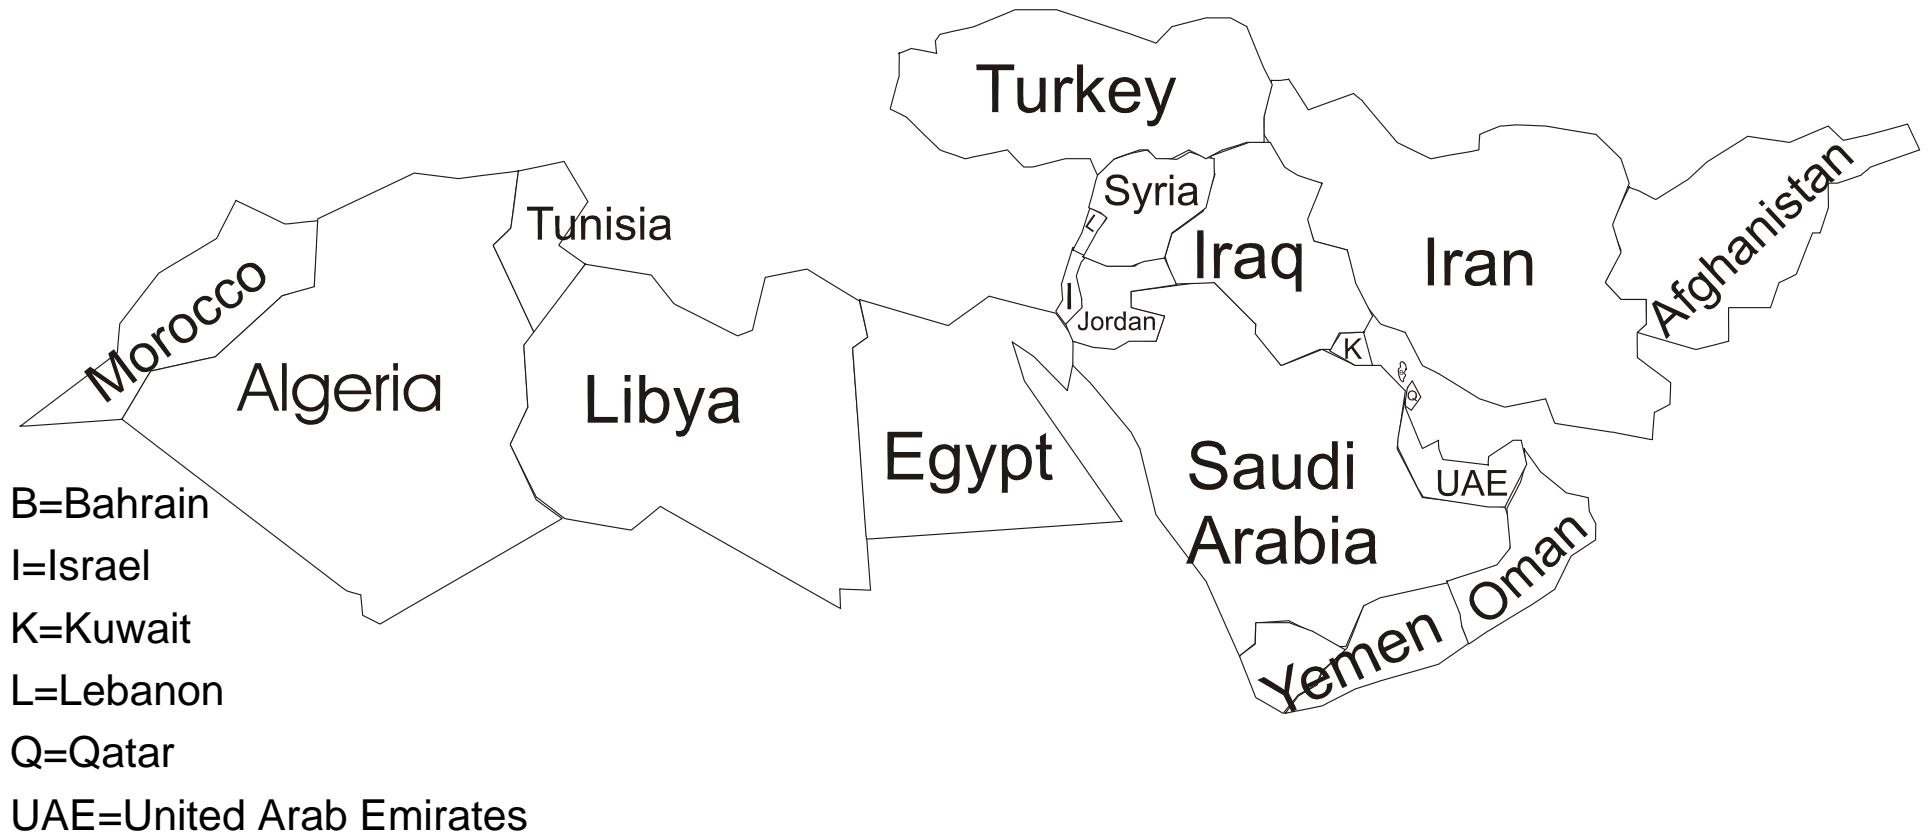 Turkey
Syria
L
Iraq
Iran
Afghanistan
Tunisia
Morocco
Algeria
Libya
Egypt
I
Jordan
K
B
Q
Saudi
Arabia
UAE
Oman
Yemen
B=Bahrain
I=Israel
K=Kuwait
L=Lebanon
Q=Qatar
UAE=United Arab Emirates